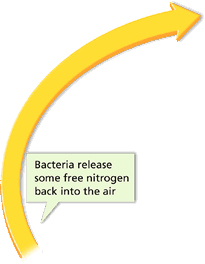 Bacteria release
some free nitrogen
back into the air